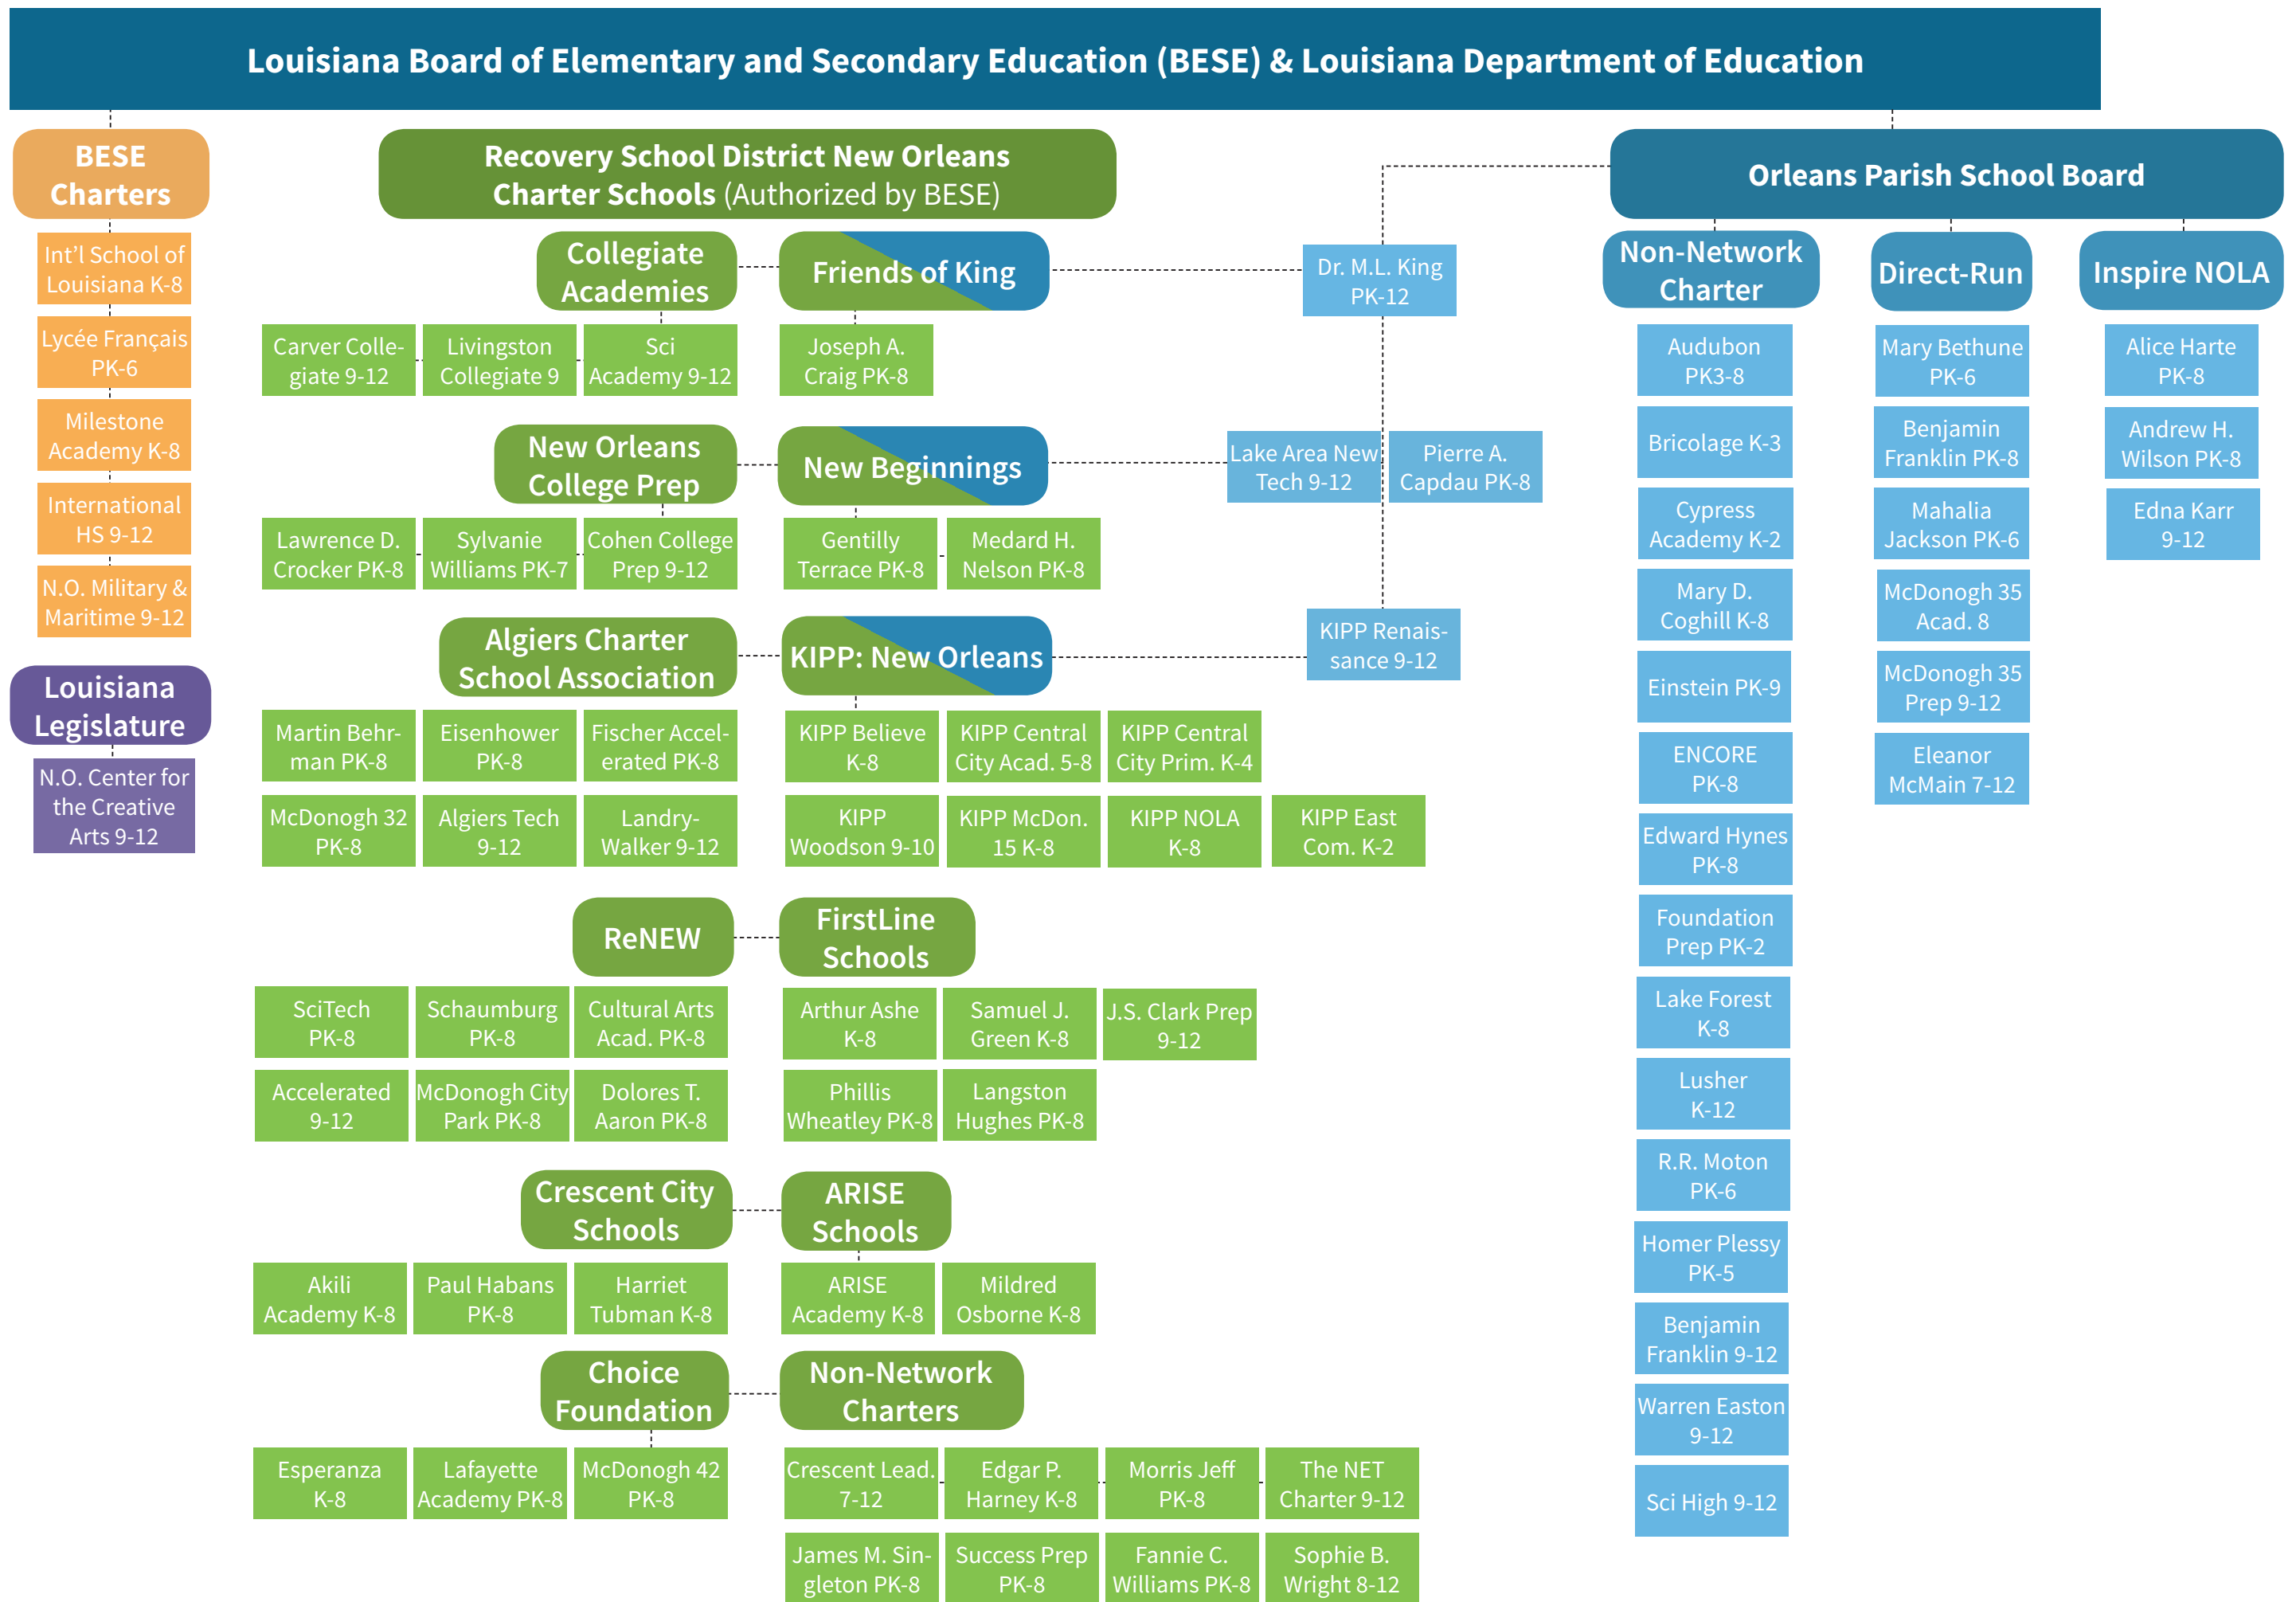 Louisiana Board of Elementary and Secondary Education (BESE) & Louisiana Department of Education
BESE
Charters
Int’l School of
Louisiana K-8
Lycée Français
PK-6
Milestone
Academy K-8
International
HS 9-12
N.O. Military &
Maritime 9-12
Louisiana
Legislature
N.O. Center for
the Creative
Arts 9-12
Recovery School District New Orleans
Charter Schools (Authorized by BESE)
Collegiate
Academies
Carver Colle-
giate 9-12
Livingston
Collegiate 9
Sci
Academy 9-12
Friends of King
Joseph A.
Craig PK-8
Dr. M.L. King
PK-12
New Orleans
College Prep
Lawrence D.
Crocker PK-8
Sylvanie
Williams PK-7
Cohen College
Prep 9-12
New Beginnings
Gentilly
Terrace PK-8
Medard H.
Nelson PK-8
Lake Area New
Tech 9-12
Pierre A.
Capdau PK-8
Algiers Charter
School Association
Martin Behr-
man PK-8
Eisenhower
PK-8
Fischer Accel-
erated PK-8
McDonogh 32
PK-8
Algiers Tech
9-12
Landry-
Walker 9-12
KIPP: New Orleans
KIPP Renais-
sance 9-12
KIPP Believe
K-8
KIPP Central
City Acad. 5-8
KIPP Central
City Prim. K-4
KIPP
Woodson 9-10
KIPP McDon.
15 K-8
KIPP NOLA
K-8
KIPP East
Com. K-2
ReNEW
SciTech
PK-8
Schaumburg
PK-8
Cultural Arts
Acad. PK-8
Accelerated
9-12
McDonogh City
Park PK-8
Dolores T.
Aaron PK-8
FirstLine
Schools
Arthur Ashe
K-8
Samuel J.
Green K-8
J.S. Clark Prep
9-12
Phillis
Wheatley PK-8
Langston
Hughes PK-8
Crescent City
Schools
Akili
Academy K-8
Paul Habans
PK-8
Harriet
Tubman K-8
ARISE
Schools
ARISE
Academy K-8
Mildred
Osborne K-8
Choice
Foundation
Esperanza
K-8
Lafayette
Academy PK-8
McDonogh 42
PK-8
Non-Network
Charters
Crescent Lead.
7-12
Edgar P.
Harney K-8
Morris Jeff
PK-8
The NET
Charter 9-12
James M. Sin-
gleton PK-8
Success Prep
PK-8
Fannie C.
Williams PK-8
Sophie B.
Wright 8-12
Orleans Parish School Board
Non-Network
Charter
Audubon
PK3-8
Bricolage K-3
Cypress
Academy K-2
Mary D.
Coghill K-8
Einstein PK-9
ENCORE
PK-8
Edward Hynes
PK-8
Foundation
Prep PK-2
Lake Forest
K-8
Lusher
K-12
R.R. Moton
PK-6
Homer Plessy
PK-5
Benjamin
Franklin 9-12
Warren Easton
9-12
Sci High 9-12
Direct-Run
Mary Bethune
PK-6
Benjamin
Franklin PK-8
Mahalia
Jackson PK-6
McDonogh 35
Acad. 8
McDonogh 35
Prep 9-12
Eleanor
McMain 7-12
Inspire NOLA
Alice Harte
PK-8
Andrew H.
Wilson PK-8
Edna Karr
9-12